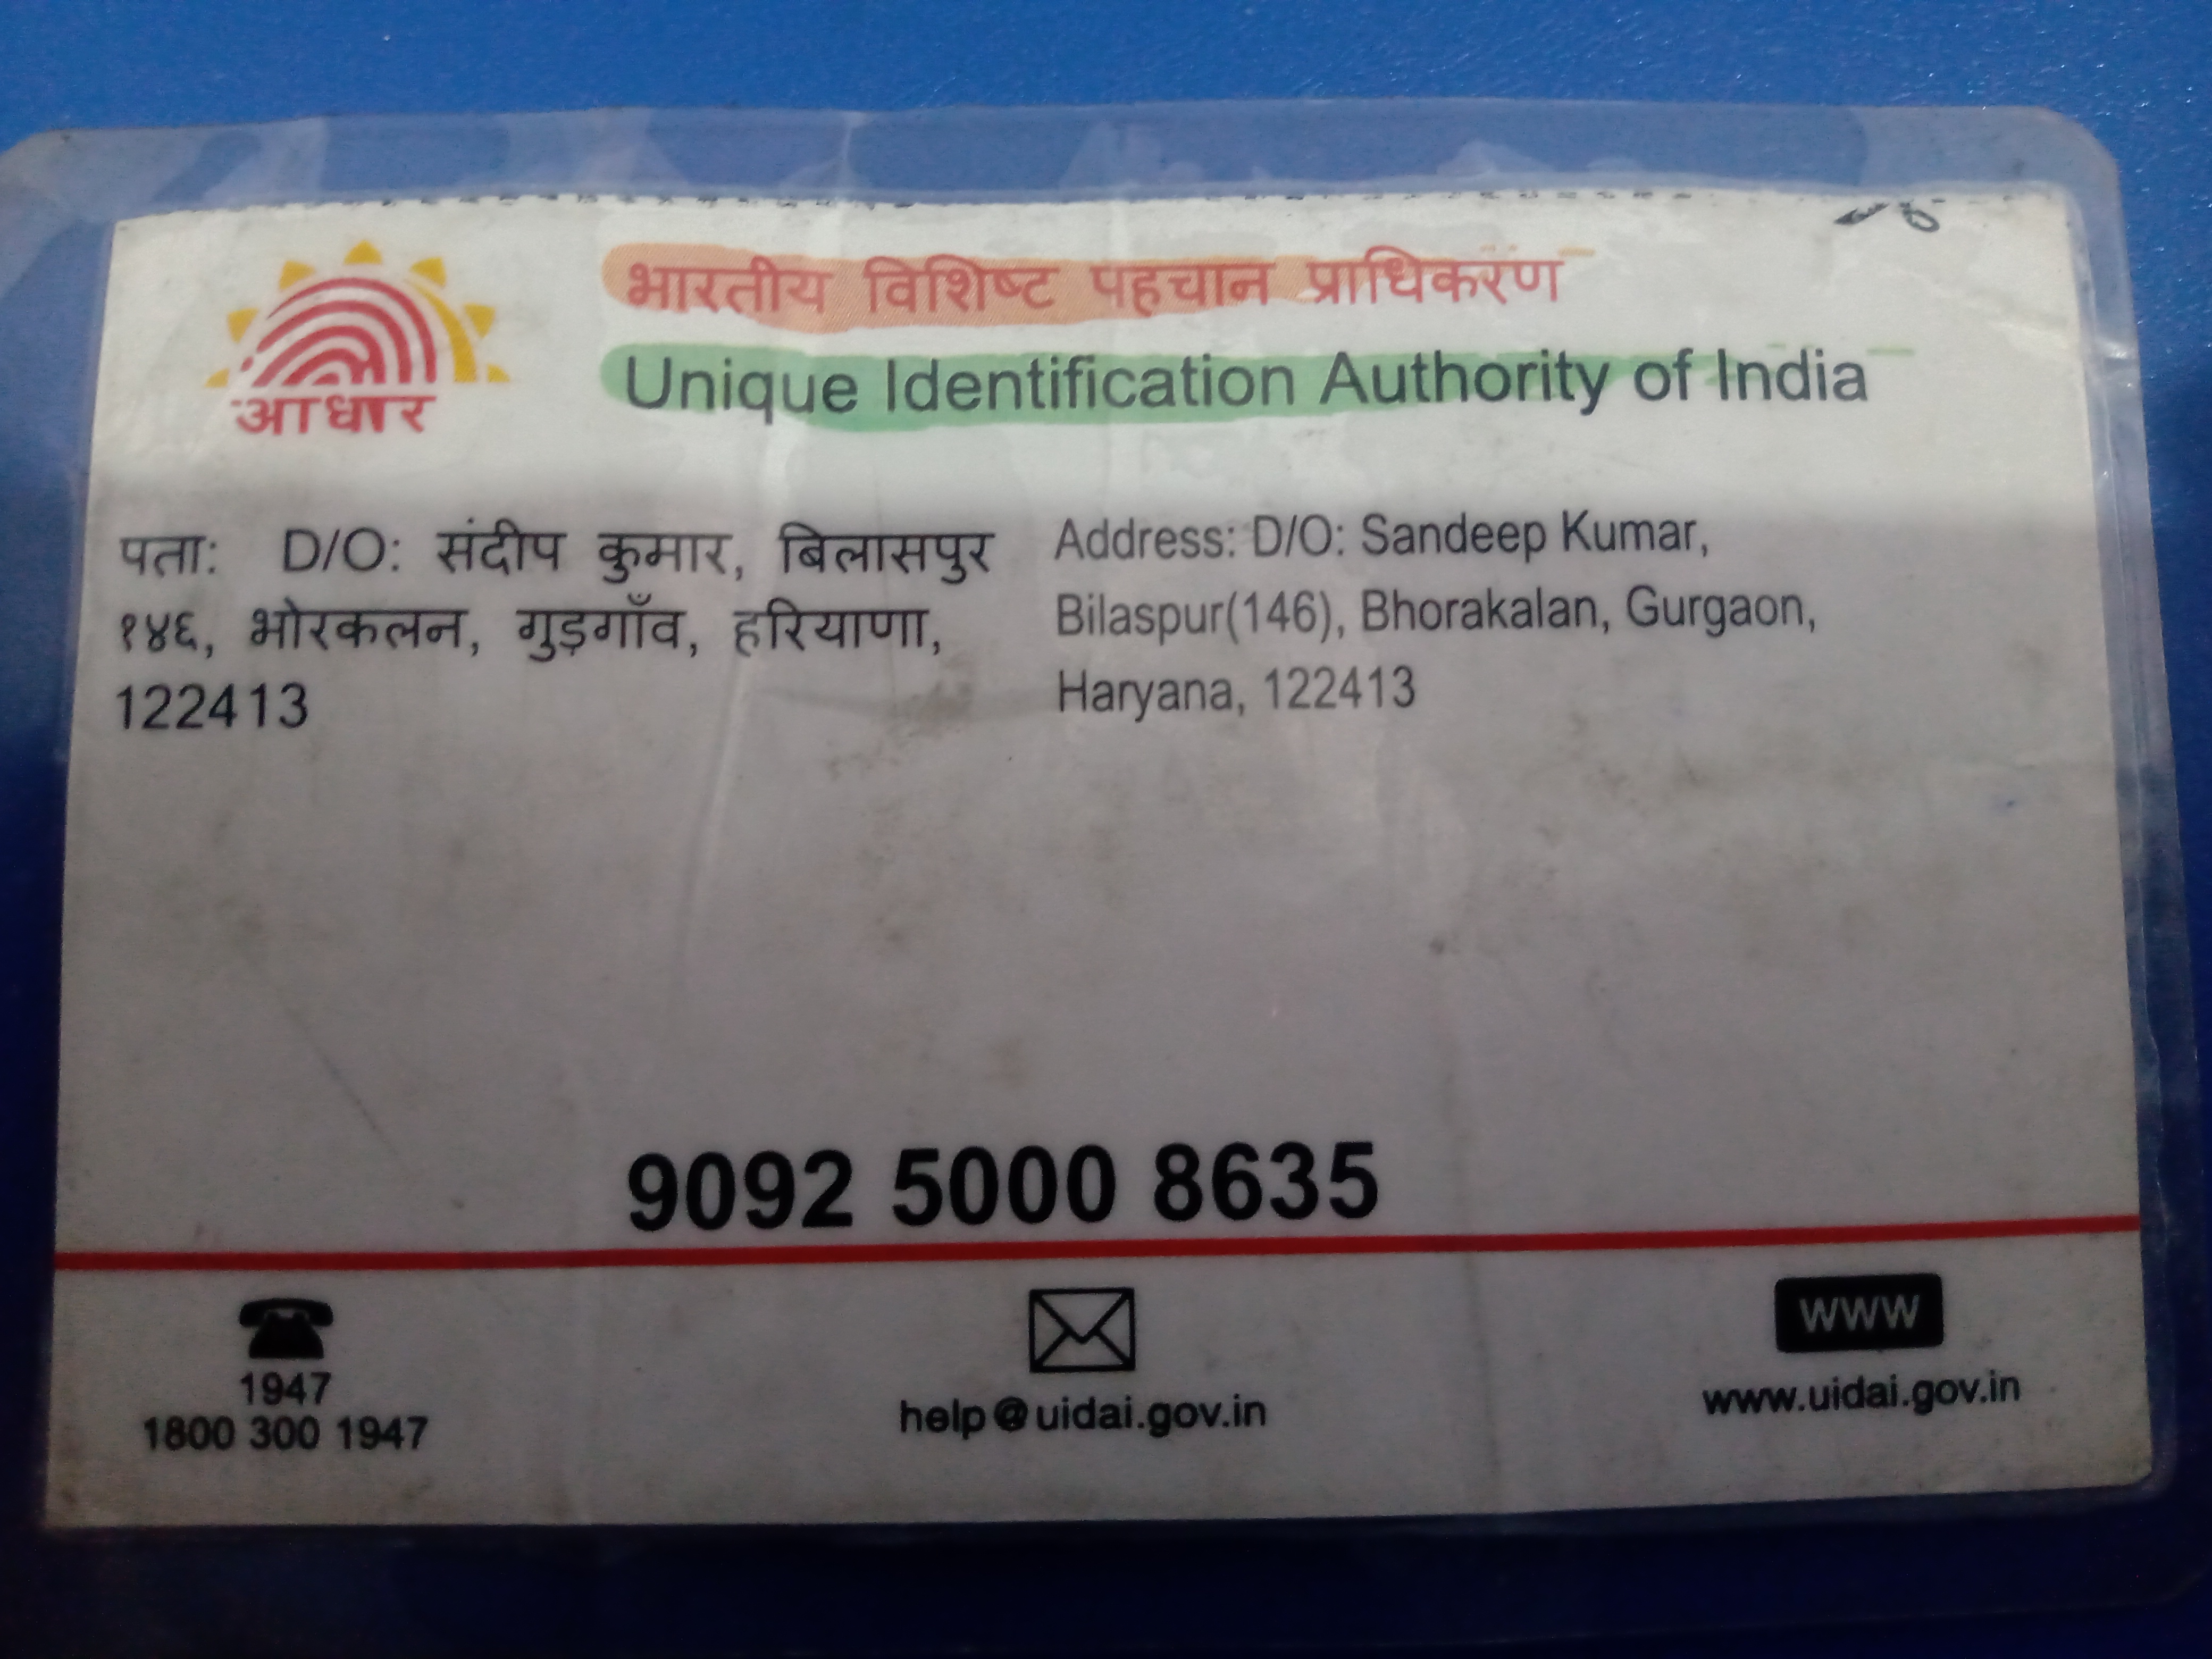 भारतीय विशिष्ट पहचान प्राधिकरण
Unique Identification Authority of India
आधार
पता: D/O: संदीप कुमार, बिलासपुर
१४६, भोरकलन, गुड़गाँव, हरियाणा,
122413
Address: D/O: Sandeep Kumar,
Bilaspur(146), Bhorakalan, Gurgaon,
Haryana, 122413
9092 5000 8635
1947
1800 300 1947
help@uidai.gov.in
WWW
www.uidai.gov.in